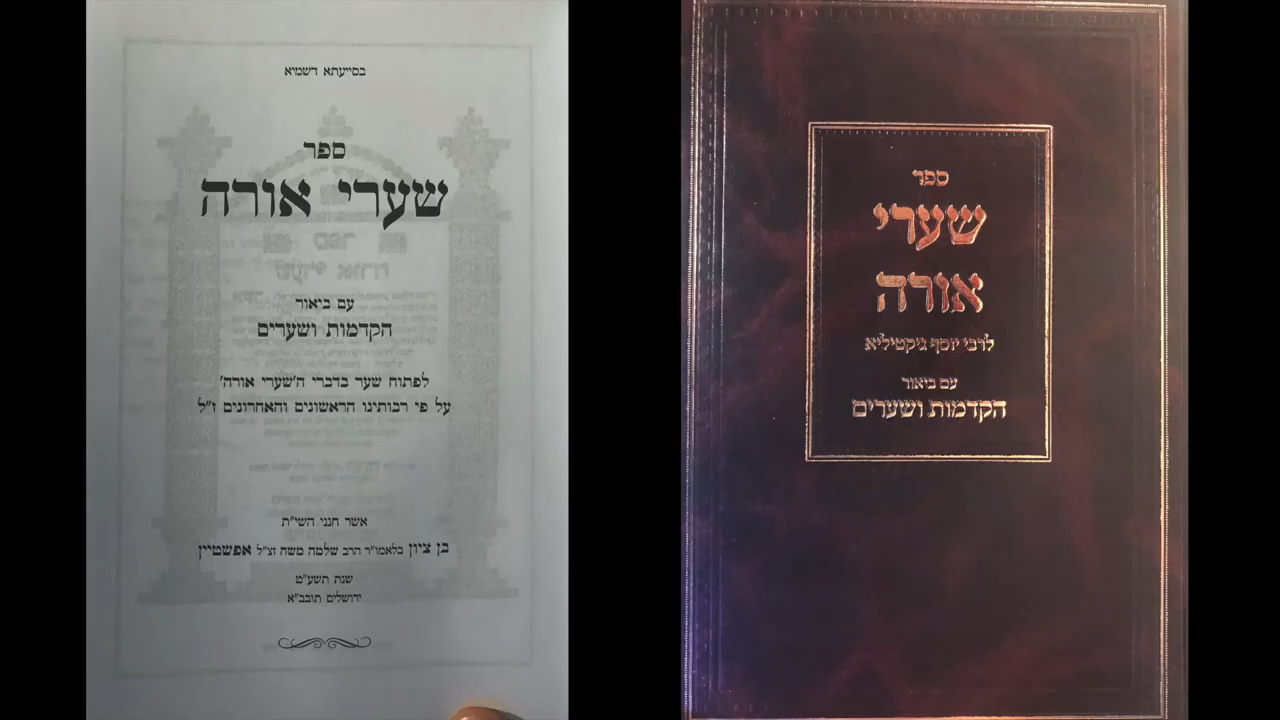 בסייעתא דשמיא
ספר
שערי אורה
עם ביאור
הקדמות ושערים
לפתוח שער בדברי ה'שערי אורה'
על פי רבותינו הראשונים והאחרונים ז"ל
אשר חנני השי"ת
בן ציון בלאמו"ר הרב שלמה משה זצ"ל אפשטיין
שנת תשע"ט
ירושלים תובב"א
ספר
שערי
אורה
לרבי יוסף גיקטיליא
עם ביאור
הקדמות ושערים